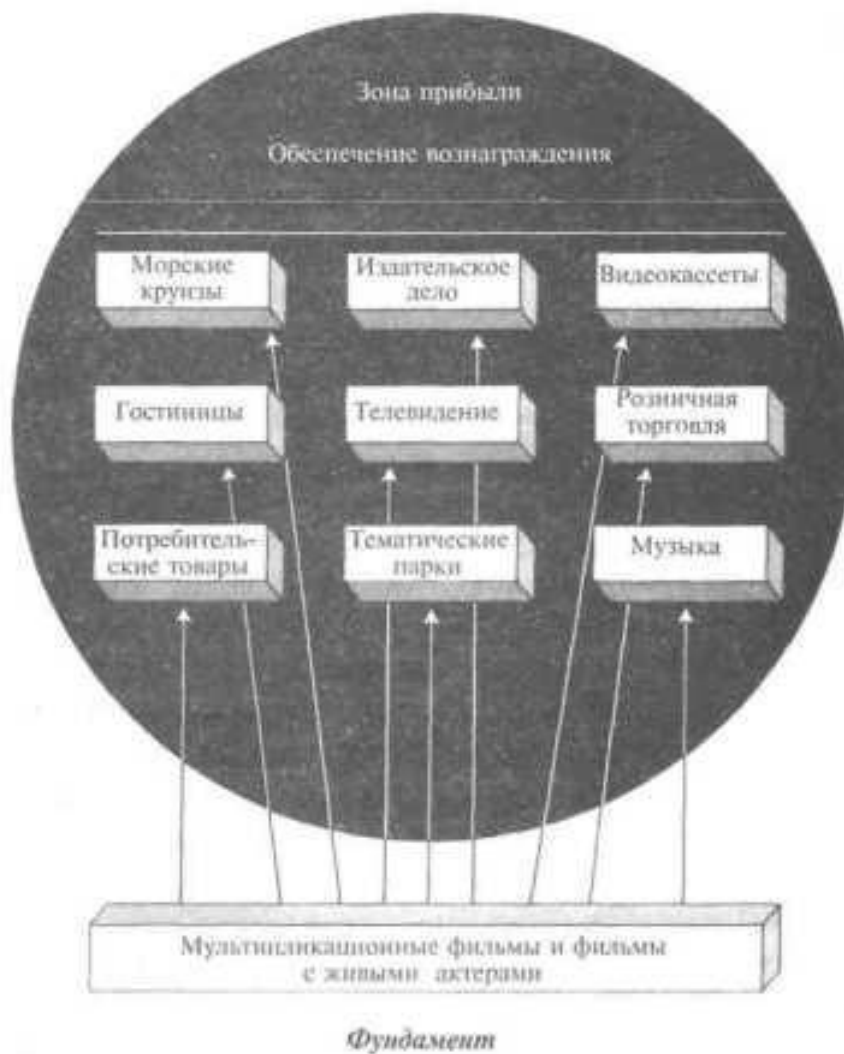 Зона прибыли
Обеспечение вознаграждения
Морские
круизы
Издательское
дело
Видеокассеты
Гостиницы
Телевидение
Розничная
торговля
Потребитель-
ские товары
Тематические
парки
Музыка
Мультипликационные фильмы и фильмы
с живыми актерами
Фундамент